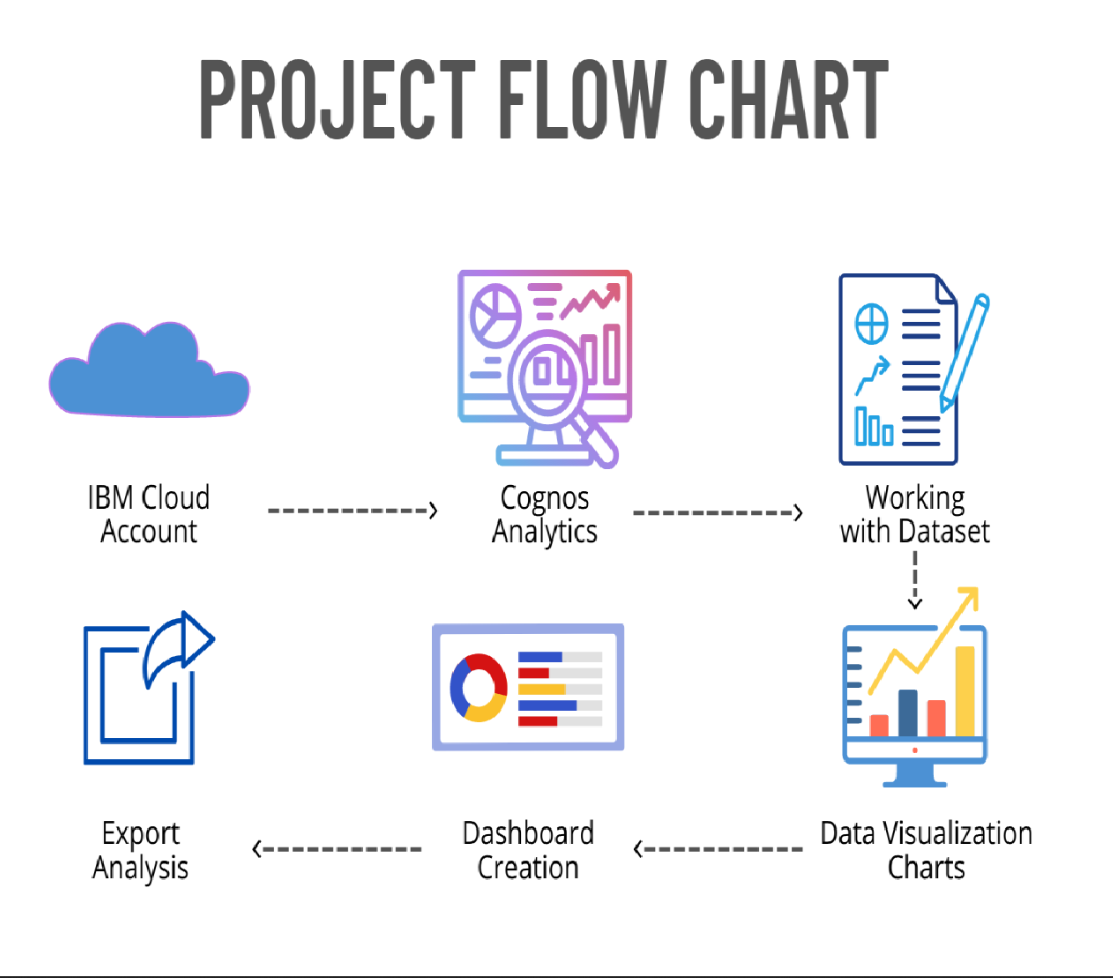 PROJECT FLOW CHART
IBM Cloud
Account
Cognos
Analytics
Working
with Dataset
Export
Analysis
Dashboard
Creation
Data Visualization
Charts